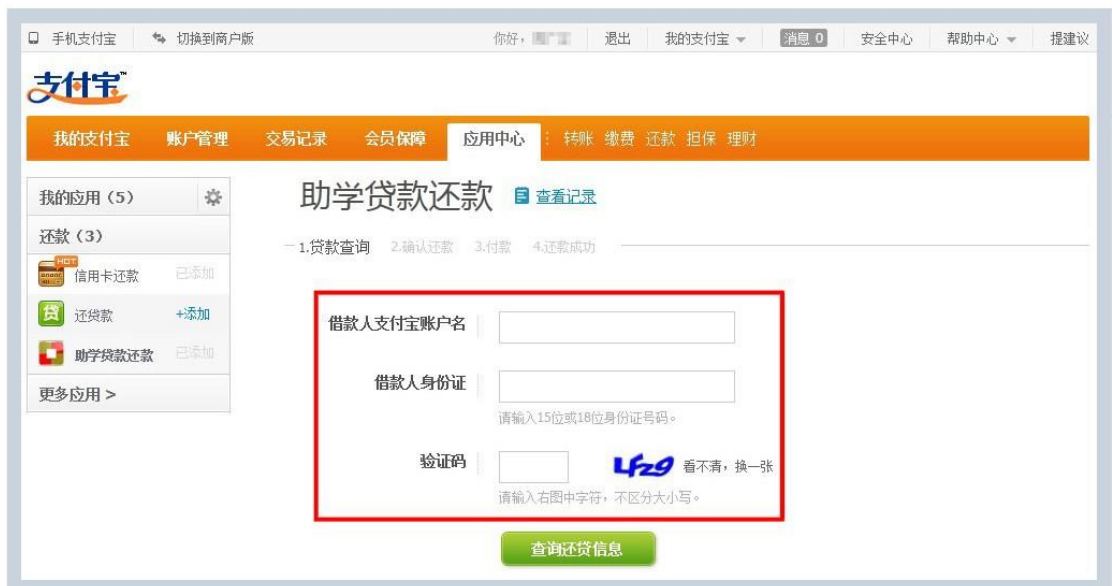 手机支付宝 切换到商户版 你好， 退出 我的支付宝 消息 0 安全中心 帮助中心 提建议
支付宝™
我的支付宝 账户管理 交易记录 会员保障 应用中心 转账 缴费 还款 担保 理财
我的应用（5）
助学贷款还款 查看记录
还款（3）
1.贷款查询 2.确认还款 3.付款 4.还款成功
HOT
信用卡还款 已添加
贷 还贷款 +添加
助学贷款还款 已添加
更多应用 >
借款人支付宝账户名
借款人身份证
请输入15位或18位身份证号码。
验证码 Lfz9 看不清，换一张
请输入右图中字符，不区分大小写。
查询还贷信息